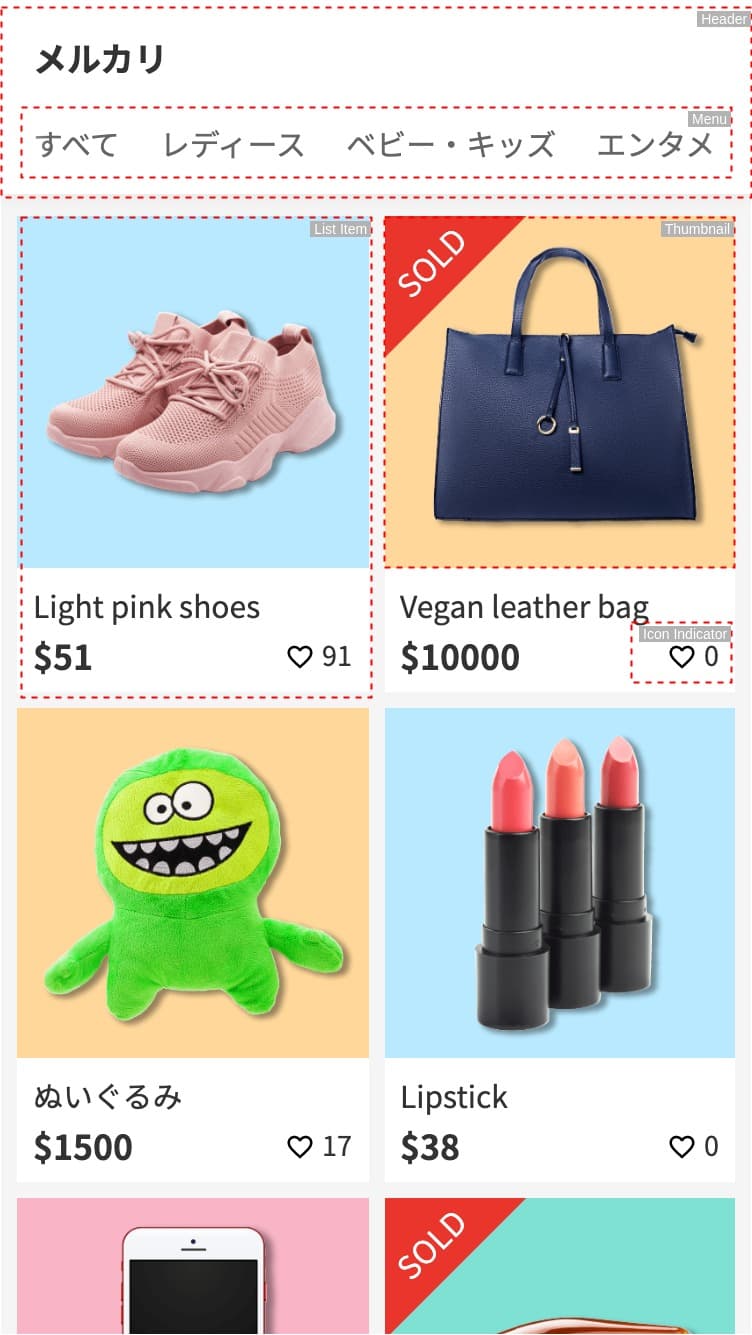 Header
メルカリ
Menu
すべて レディース ベビー・キッズ エンタメ
List Item
SOLD
Thumbnail
Light pink shoes
$51
91
Vegan leather bag
Icon Indicator
$10000
0
ぬいぐるみ
$1500
17
Lipstick
$38
0
SOLD